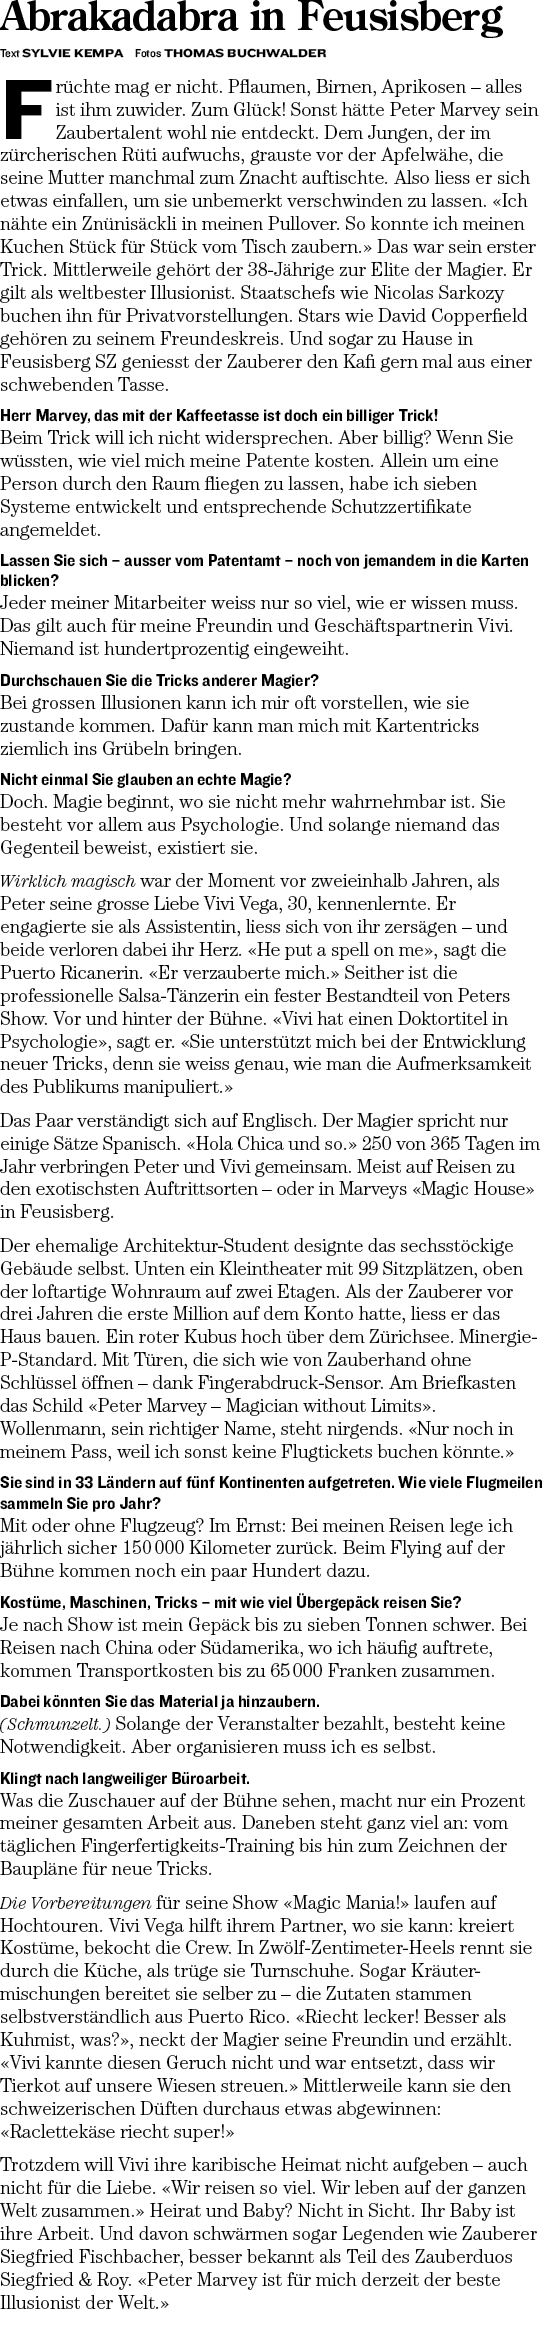 Abrakadabra in Feusisberg
Text SYLVIE KEMPA Fotos THOMAS BUCHWALDER
Früchte mag er nicht. Pflaumen, Birnen, Aprikosen – alles
ist ihm zuwider. Zum Glück! Sonst hätte Peter Marvey sein
Zaubertalent wohl nie entdeckt. Dem Jungen, der im
zürcherischen Rüti aufwuchs, grauste vor der Apfelwähe, die
seine Mutter manchmal zum Znacht auftischte. Also liess er sich
etwas einfallen, um sie unbemerkt verschwinden zu lassen. «Ich
nähte ein Znünisäckli in meinen Pullover. So konnte ich meinen
Kuchen Stück für Stück vom Tisch zaubern.» Das war sein erster
Trick. Mittlerweile gehört der 38-Jährige zur Elite der Magier. Er
gilt als weltbester Illusionist. Staatschefs wie Nicolas Sarkozy
buchen ihn für Privatvorstellungen. Stars wie David Copperfield
gehören zu seinem Freundeskreis. Und sogar zu Hause in
Feusisberg SZ geniesst der Zauberer den Kafi gern mal aus einer
schwebenden Tasse.
Herr Marvey, das mit der Kaffeetasse ist doch ein billiger Trick!
Beim Trick will ich nicht widersprechen. Aber billig? Wenn Sie
wüssten, wie viel mich meine Patente kosten. Allein um eine
Person durch den Raum fliegen zu lassen, habe ich sieben
Systeme entwickelt und entsprechende Schutzzertifikate
angemeldet.
Lassen Sie sich – ausser vom Patentamt – noch von jemandem in die Karten
blicken?
Jeder meiner Mitarbeiter weiss nur so viel, wie er wissen muss.
Das gilt auch für meine Freundin und Geschäftspartnerin Vivi.
Niemand ist hundertprozentig eingeweiht.
Durchschauen Sie die Tricks anderer Magier?
Bei grossen Illusionen kann ich mir oft vorstellen, wie sie
zustande kommen. Dafür kann man mich mit Kartentricks
ziemlich ins Grübeln bringen.
Nicht einmal Sie glauben an echte Magie?
Doch. Magie beginnt, wo sie nicht mehr wahrnehmbar ist. Sie
besteht vor allem aus Psychologie. Und solange niemand das
Gegenteil beweist, existiert sie.
Wirklich magisch war der Moment vor zweieinhalb Jahren, als
Peter seine grosse Liebe Vivi Vega, 30, kennenlernte. Er
engagierte sie als Assistentin, liess sich von ihr zersägen – und
beide verloren dabei ihr Herz. «He put a spell on me», sagt die
Puerto Ricanerin. «Er verzauberte mich.» Seither ist die
professionelle Salsa-Tänzerin ein fester Bestandteil von Peters
Show. Vor und hinter der Bühne. «Vivi hat einen Doktortitel in
Psychologie», sagt er. «Sie unterstützt mich bei der Entwicklung
neuer Tricks, denn sie weiss genau, wie man die Aufmerksamkeit
des Publikums manipuliert.»
Das Paar verständigt sich auf Englisch. Der Magier spricht nur
einige Sätze Spanisch. «Hola Chica und so.» 250 von 365 Tagen im
Jahr verbringen Peter und Vivi gemeinsam. Meist auf Reisen zu
den exotischsten Auftrittsorten – oder in Marveys «Magic House»
in Feusisberg.
Der ehemalige Architektur-Student designte das sechsstöckige
Gebäude selbst. Unten ein Kleintheater mit 99 Sitzplätzen, oben
der loftartige Wohnraum auf zwei Etagen. Als der Zauberer vor
drei Jahren die erste Million auf dem Konto hatte, liess er das
Haus bauen. Ein roter Kubus hoch über dem Zürichsee. Minergie-
P-Standard. Mit Türen, die sich wie von Zauberhand ohne
Schlüssel öffnen – dank Fingerabdruck-Sensor. Am Briefkasten
das Schild «Peter Marvey – Magician without Limits».
Wollenmann, sein richtiger Name, steht nirgends. «Nur noch in
meinem Pass, weil ich sonst keine Flugtickets buchen könnte.»
Sie sind in 33 Ländern auf fünf Kontinenten aufgetreten. Wie viele Flugmeilen
sammeln Sie pro Jahr?
Mit oder ohne Flugzeug? Im Ernst: Bei meinen Reisen lege ich
jährlich sicher 150 000 Kilometer zurück. Beim Flying auf der
Bühne kommen noch ein paar Hundert dazu.
Kostüme, Maschinen, Tricks – mit wie viel Übergepäck reisen Sie?
Je nach Show ist mein Gepäck bis zu sieben Tonnen schwer. Bei
Reisen nach China oder Südamerika, wo ich häufig auftrete,
kommen Transportkosten bis zu 65 000 Franken zusammen.
Dabei könnten Sie das Material ja hinzaubern.
(Schmunzelt.) Solange der Veranstalter bezahlt, besteht keine
Notwendigkeit. Aber organisieren muss ich es selbst.
Klingt nach langweiliger Büroarbeit.
Was die Zuschauer auf der Bühne sehen, macht nur ein Prozent
meiner gesamten Arbeit aus. Daneben steht ganz viel an: vom
täglichen Fingerfertigkeits-Training bis hin zum Zeichnen der
Baupläne für neue Tricks.
Die Vorbereitungen für seine Show «Magic Mania!» laufen auf
Hochtouren. Vivi Vega hilft ihrem Partner, wo sie kann: kreiert
Kostüme, bekocht die Crew. In Zwölf-Zentimeter-Heels rennt sie
durch die Küche, als trüge sie Turnschuhe. Sogar Kräuter-
mischungen bereitet sie selber zu – die Zutaten stammen
selbstverständlich aus Puerto Rico. «Riecht lecker! Besser als
Kuhmist, was?», neckt der Magier seine Freundin und erzählt.
«Vivi kannte diesen Geruch nicht und war entsetzt, dass wir
Tierkot auf unsere Wiesen streuen.» Mittlerweile kann sie den
schweizerischen Düften durchaus etwas abgewinnen:
«Raclettekäse riecht super!»
Trotzdem will Vivi ihre karibische Heimat nicht aufgeben – auch
nicht für die Liebe. «Wir reisen so viel. Wir leben auf der ganzen
Welt zusammen.» Heirat und Baby? Nicht in Sicht. Ihr Baby ist
ihre Arbeit. Und davon schwärmen sogar Legenden wie Zauberer
Siegfried Fischbacher, besser bekannt als Teil des Zauberduos
Siegfried & Roy. «Peter Marvey ist für mich derzeit der beste
Illusionist der Welt.»